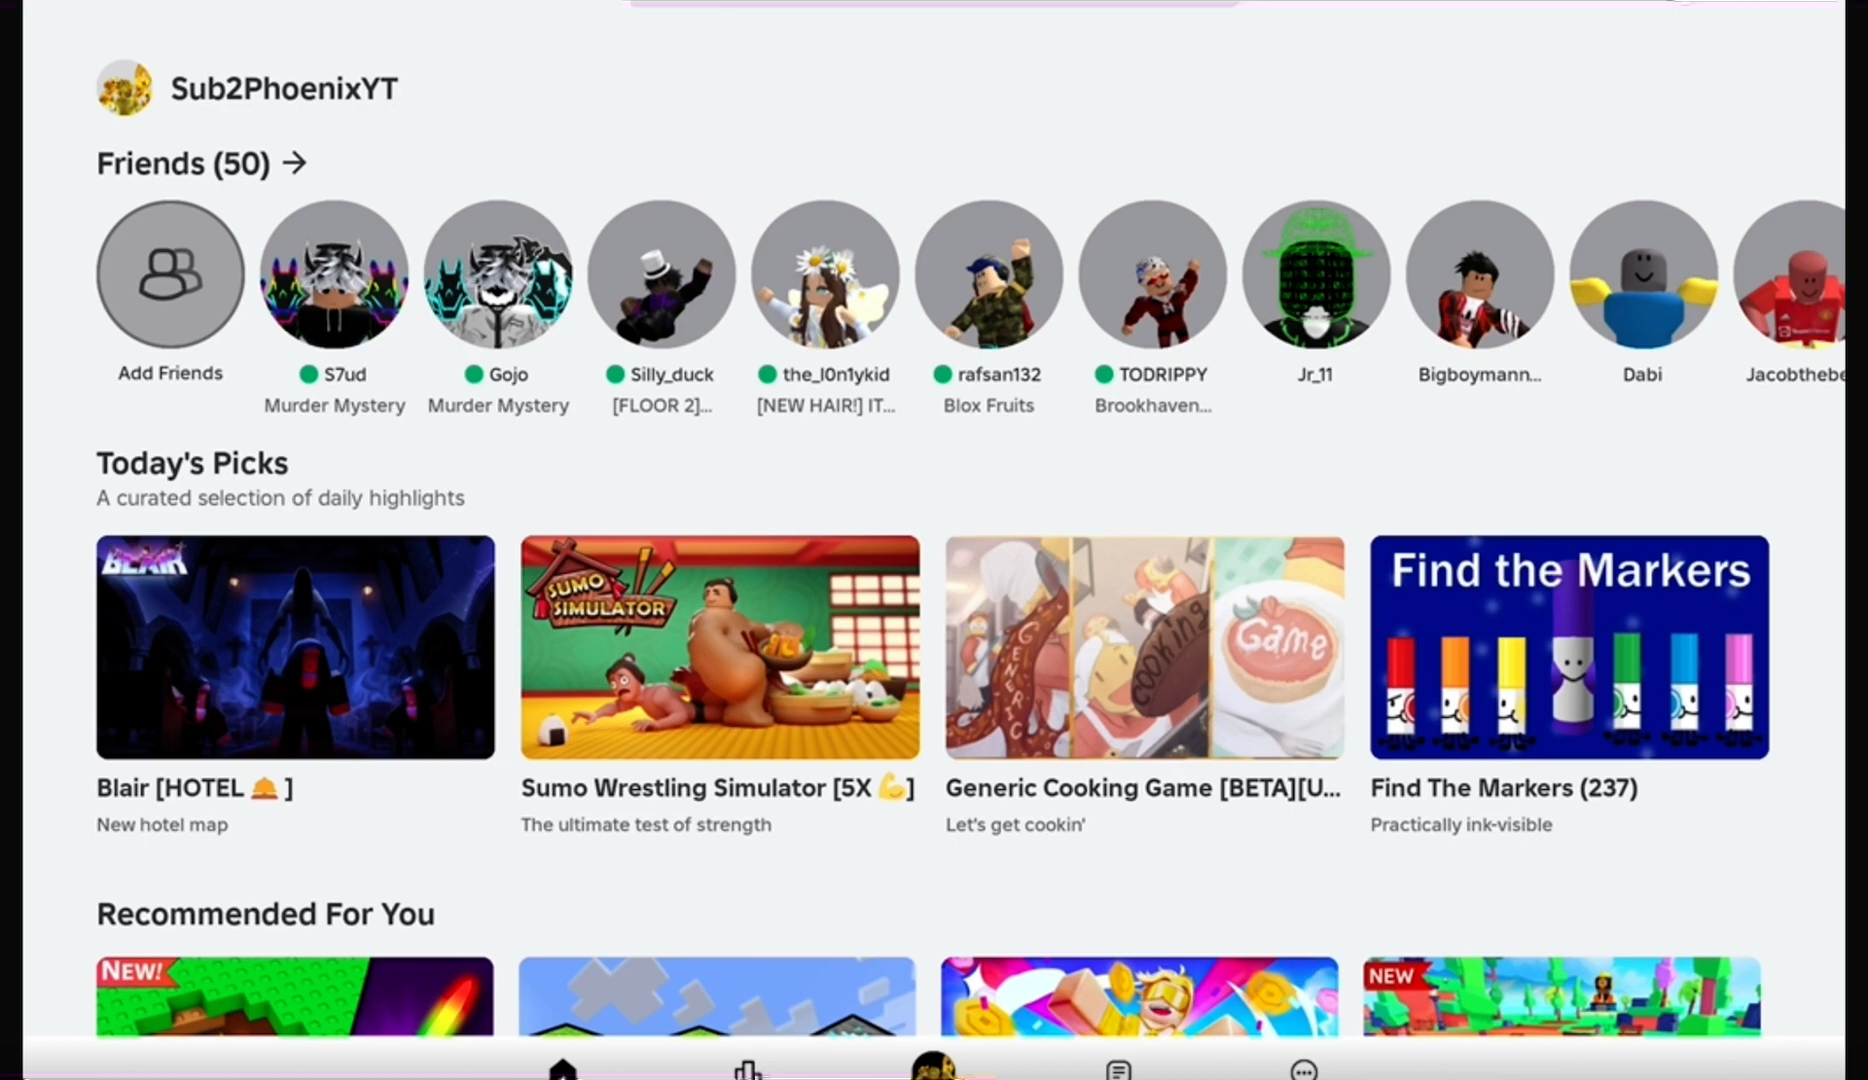 Sub2PhoenixYT
Friends (50) →
Add Friends
S7ud
Murder Mystery
Gojo
Murder Mystery
Silly_duck
[FLOOR 2]...
the_l0n1ykid
[NEW HAIR!] IT...
rafsan132
Blox Fruits
TODRIPPY
Brookhaven...
Jr_11
Bigboymann...
Dabi
Jacobthebe
Today's Picks
A curated selection of daily highlights
BLAIR
SUMO
SIMULATOR
GENERIC
cooking
Game
Find the Markers
Blair [HOTEL 🛎️ ]
New hotel map
Sumo Wrestling Simulator [5X 💪]
The ultimate test of strength
Generic Cooking Game [BETA][U...
Let's get cookin'
Find The Markers (237)
Practically ink-visible
Recommended For You
NEW!
NEW